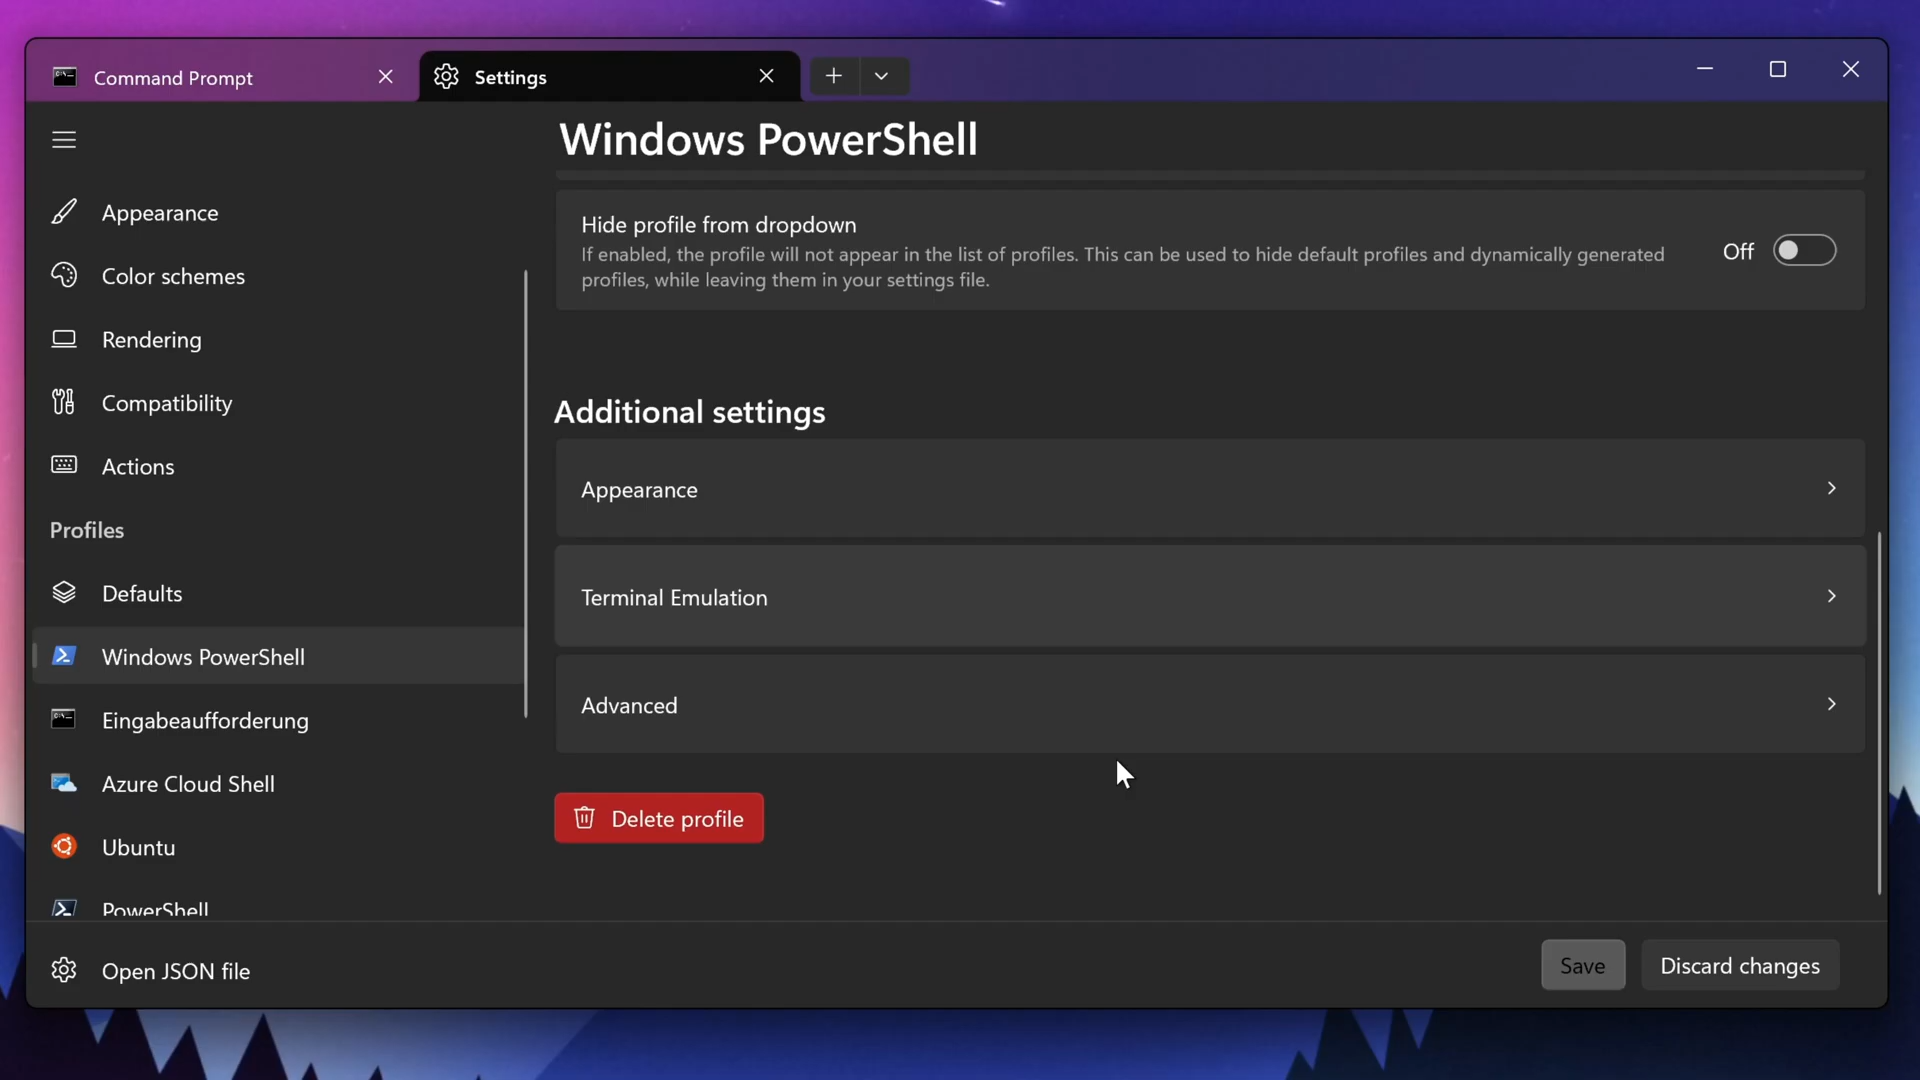 Command Prompt
Settings
Windows PowerShell
Appearance
Color schemes
Rendering
Compatibility
Actions
Profiles
Defaults
Windows PowerShell
Eingabeaufforderung
Azure Cloud Shell
Ubuntu
PowerShell
Open JSON file
Hide profile from dropdown
If enabled, the profile will not appear in the list of profiles. This can be used to hide default profiles and dynamically generated
profiles, while leaving them in your settings file.
Off
Additional settings
Appearance
Terminal Emulation
Advanced
Delete profile
Save
Discard changes